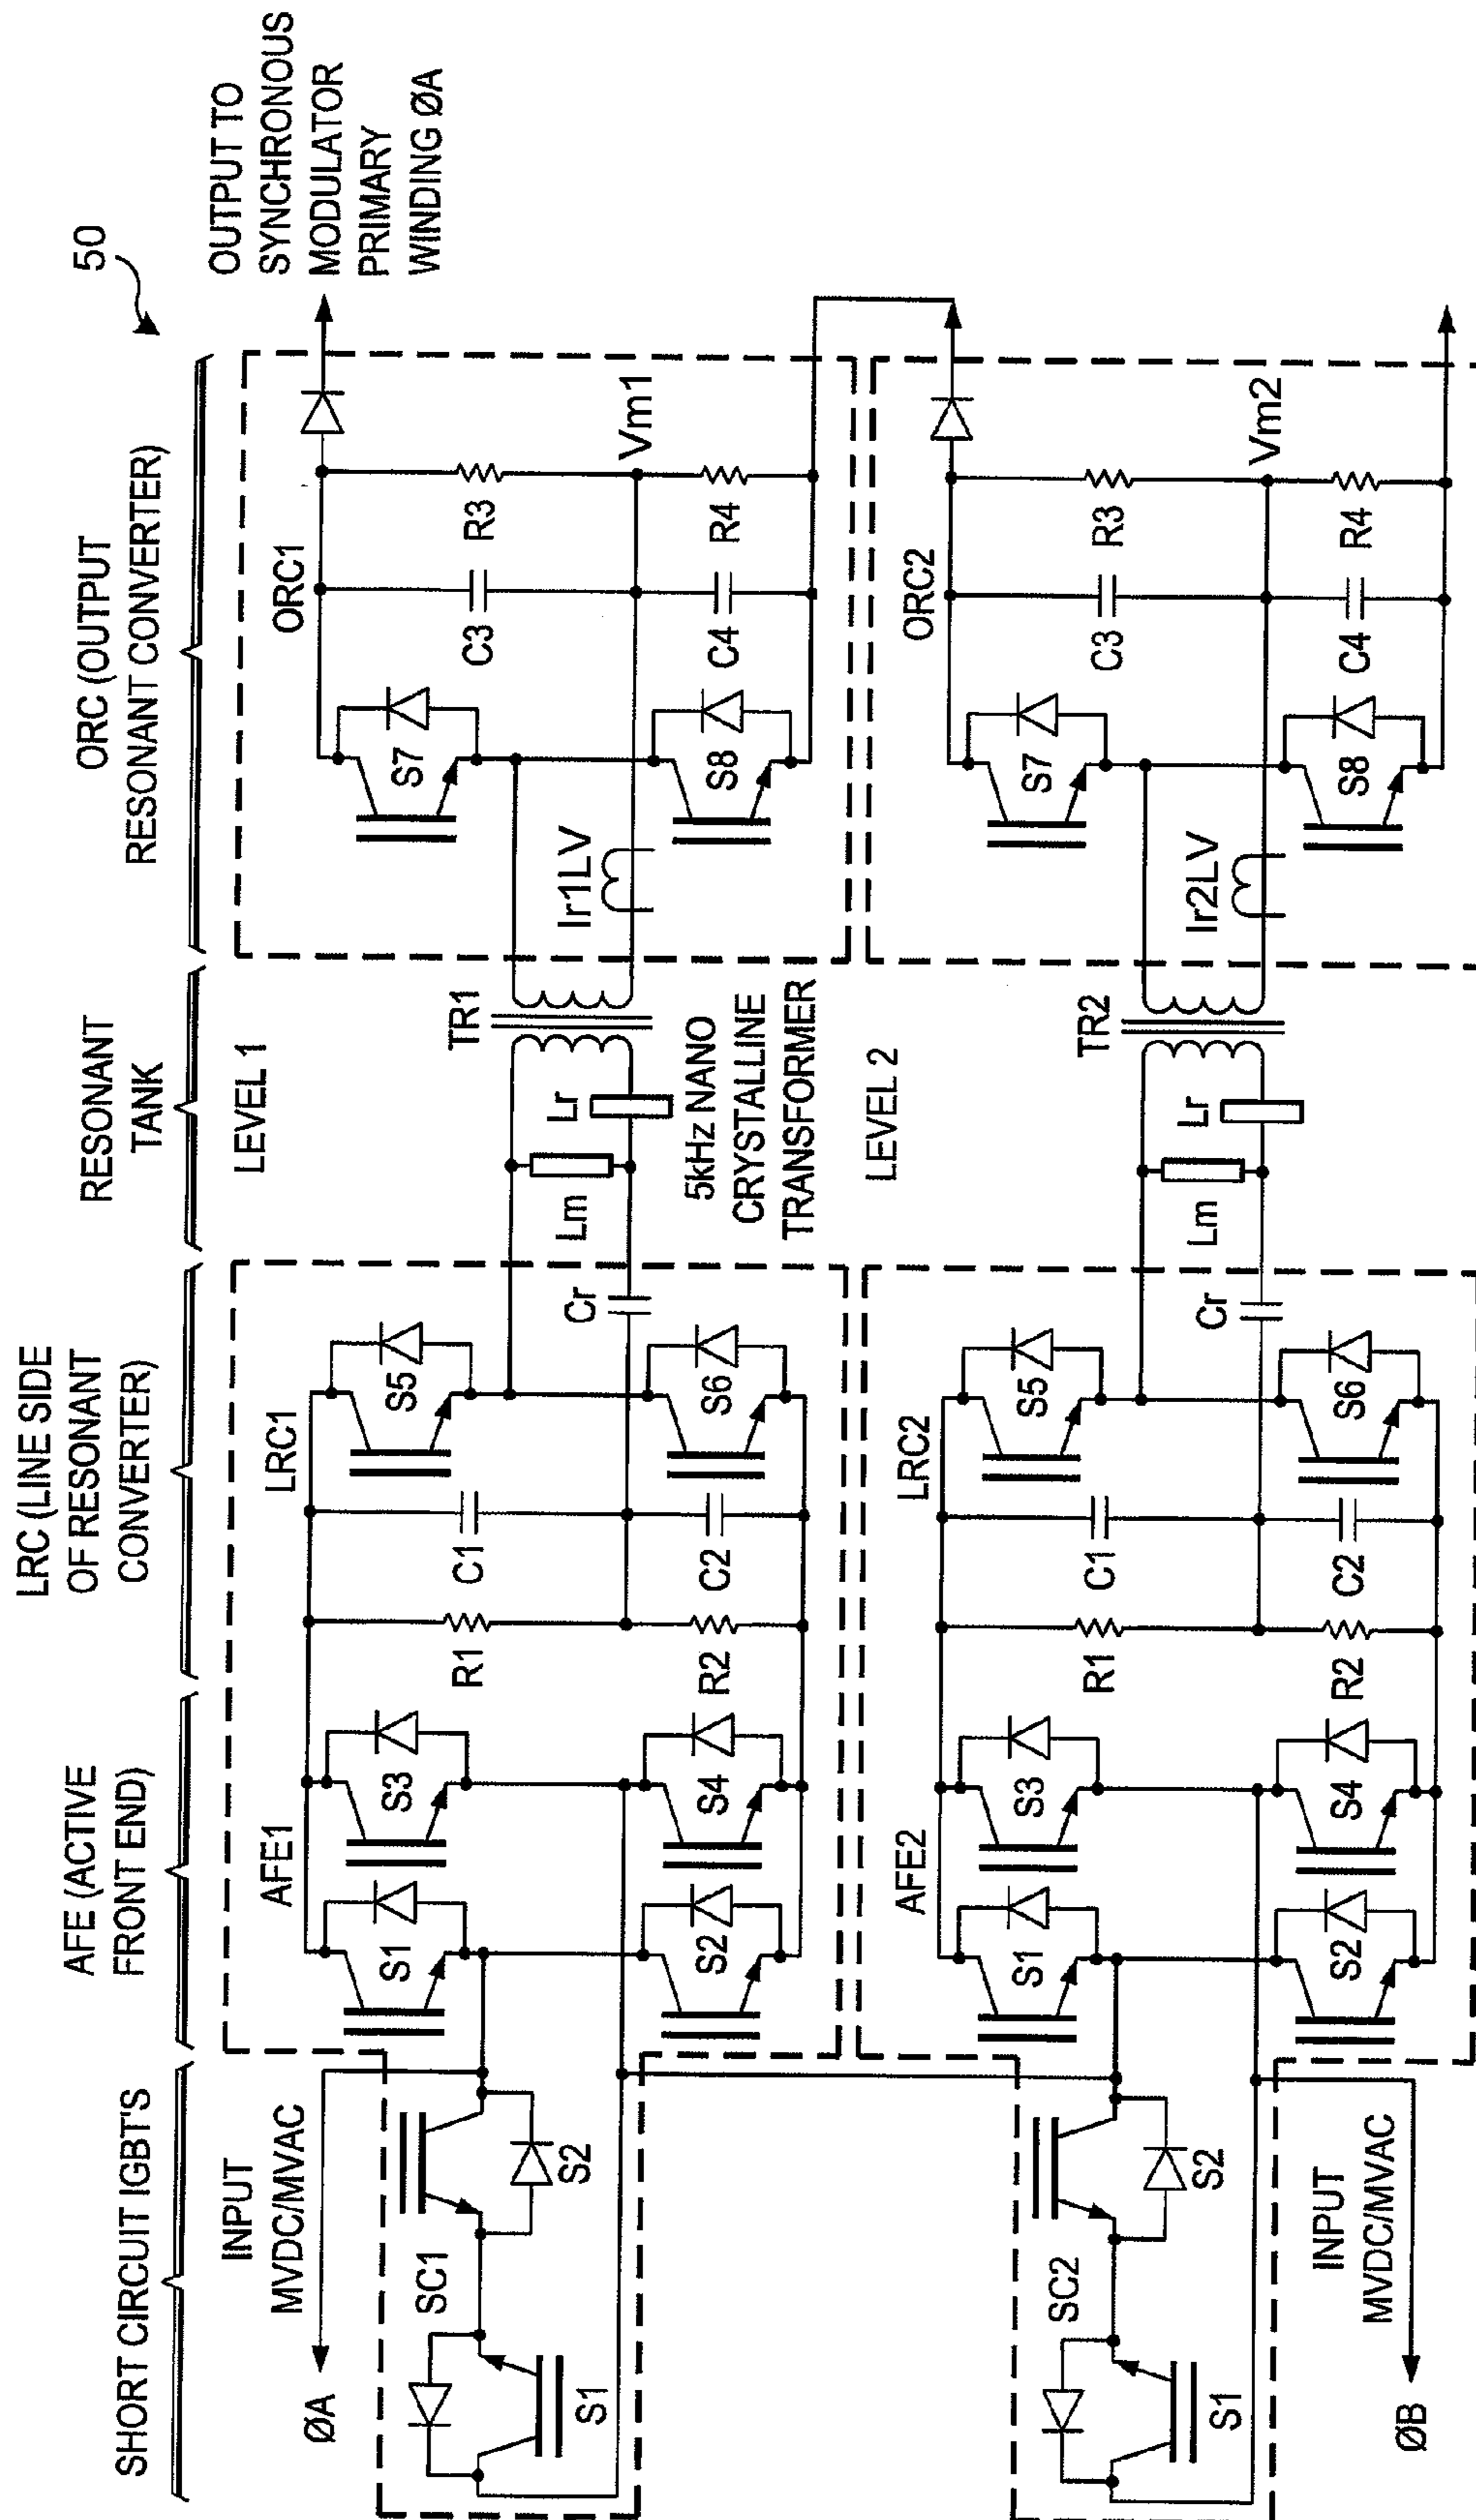 50
SHORT CIRCUIT IGBT'S
AFE (ACTIVE
FRONT END)
LRC (LINE SIDE
OF RESONANT
CONVERTER)
RESONANT
TANK
ORC (OUTPUT
RESONANT CONVERTER)
OUTPUT TO
SYNCHRONOUS
MODULATOR
PRIMARY
WINDING ØA
INPUT
MVDC/MVAC
ØA
SC1
S1
S2
AFE1
S1
S3
S2
S4
R1
R2
C1
C2
LRC1
S5
S6
Cr
LEVEL 1
Lm
Lr
TR1
5kHz NANO
CRYSTALLINE
TRANSFORMER
Ir1LV
ORC1
S7
S8
C3
C4
R3
R4
Vm1
SC2
S1
S2
INPUT
MVDC/MVAC
ØB
AFE2
S1
S3
S2
S4
R1
R2
C1
C2
LRC2
S5
S6
Cr
LEVEL 2
Lm
Lr
TR2
Ir2LV
ORC2
S7
S8
C3
C4
R3
R4
Vm2